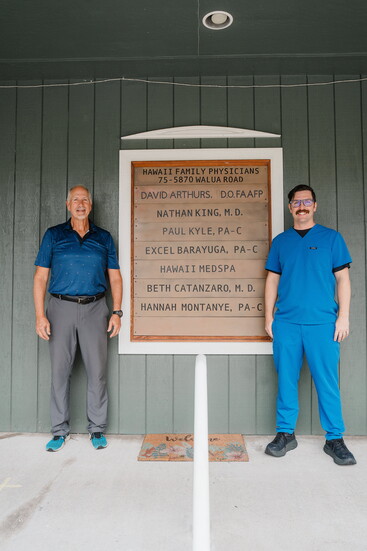 HAWAII FAMILY PHYSICIANS
75-5870 WALUA ROAD
DAVID ARTHURS, D.O. FAAFP
NATHAN KING, M.D.
PAUL KYLE, PA-C
EXCEL BARAYUGA, PA-C
HAWAII MEDSPA
BETH CATANZARO, M.D.
HANNAH MONTANYE, PA-C
Welcome